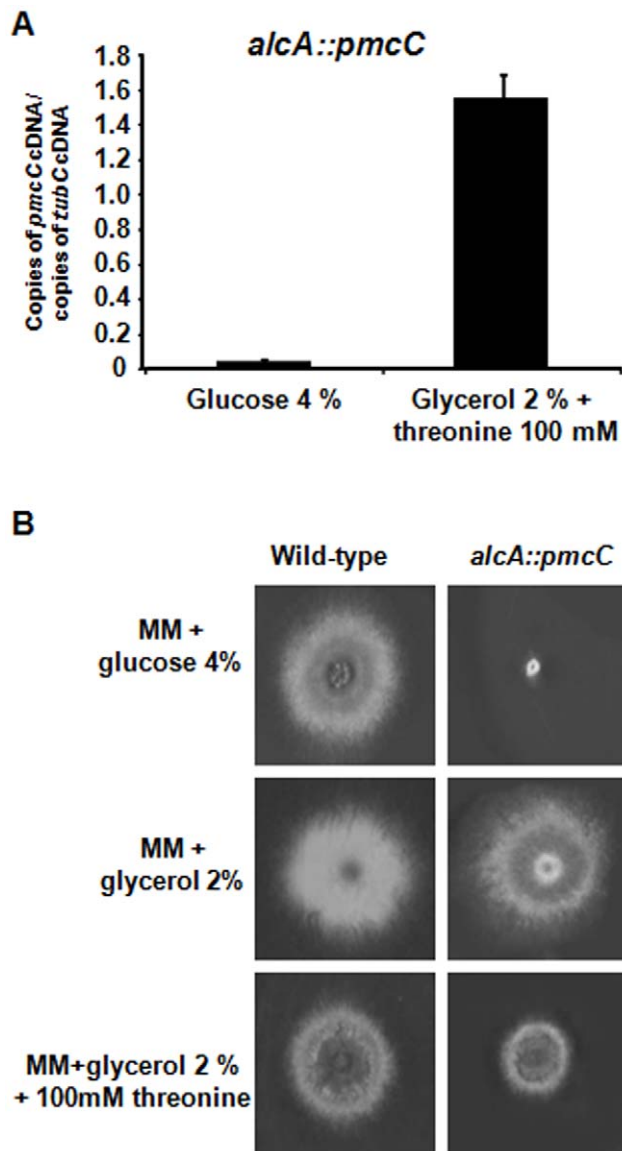 A
alcA::pmcC
Copies of pmcC cDNA/
copies of tubC cDNA
1.8
1.6
1.4
1.2
1.0
0.8
0.6
0.4
0.2
0
Glucose 4 %
Glycerol 2 % +
threonine 100 mM
B
Wild-type
alcA::pmcC
MM +
glucose 4%
MM +
glycerol 2%
MM+glycerol 2 %
+ 100mM threonine